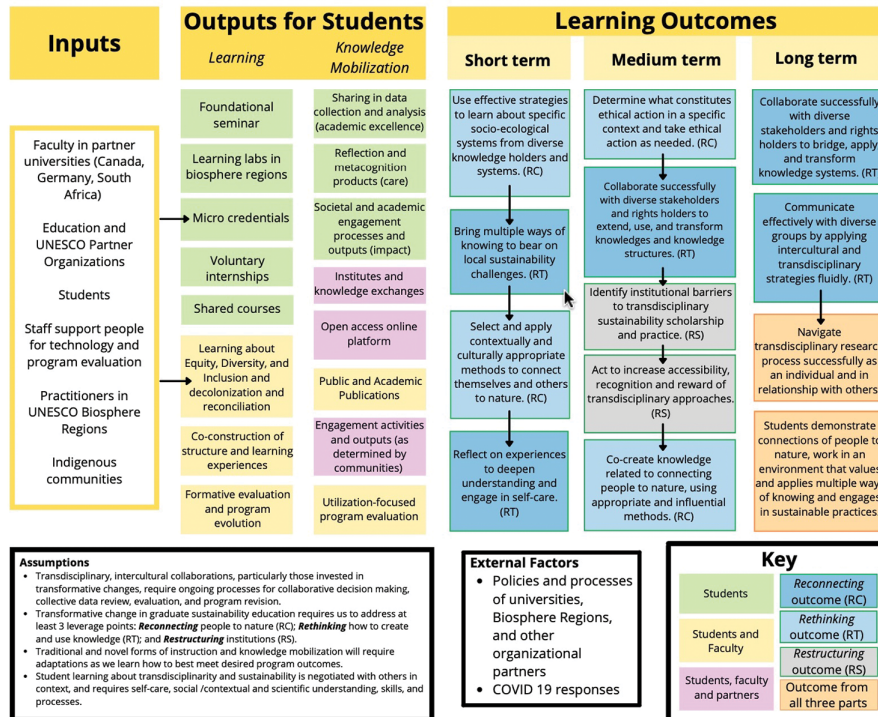 Inputs
Faculty in partner
universities (Canada,
Germany, South
Africa)
Education and
UNESCO Partner
Organizations
Students
Staff support people
for technology and
program evaluation
Practitioners in
UNESCO Biosphere
Regions
Indigenous
communities
Outputs for Students
Learning
Foundational
seminar
Learning labs in
biosphere regions
Micro credentials
Voluntary
internships
Shared courses
Learning about
Equity, Diversity, and
Inclusion and
decolonization and
reconciliation
Co-construction of
structure and learning
experiences
Formative evaluation
and program
evolution
Knowledge
Mobilization
Sharing in data
collection and analysis
(academic excellence)
Reflection and
metacognition
products (care)
Societal and academic
engagement
processes and
outputs (impact)
Institutes and
knowledge exchanges
Open access online
platform
Public and Academic
Publications
Engagement activities
and outputs (as
determined by
communities)
Utilization-focused
program evaluation
Learning Outcomes
Short term
Use effective strategies
to learn about specific
socio-ecological
systems from diverse
knowledge holders and
systems. (RC)
Bring multiple ways of
knowing to bear on
local sustainability
challenges. (RT)
Select and apply
contextually and
culturally appropriate
methods to connect
themselves and others
to nature. (RC)
Reflect on experiences
to deepen
understanding and
engage in self-care.
(RT)
Medium term
Determine what constitutes
ethical action in a specific
context and take ethical
action as needed. (RC)
Collaborate successfully
with diverse stakeholders
and rights holders to
extend, use, and transform
knowledges and knowledge
structures. (RT)
Identify institutional barriers
to transdisciplinary
sustainability scholarship
and practice. (RS)
Act to increase accessibility,
recognition and reward of
transdisciplinary approaches.
(RS)
Co-create knowledge
related to connecting
people to nature, using
appropriate and influential
methods. (RC)
Long term
Collaborate successfully
with diverse
stakeholders and rights
holders to bridge, apply,
and transform
knowledge systems. (RT)
Communicate
effectively with diverse
groups by applying
intercultural and
transdisciplinary
strategies fluidly. (RT)
Navigate
transdisciplinary research
process successfully as
an individual and in
relationship with others.
Students demonstrate
connections of people to
nature, work in an
environment that values
and applies multiple ways
of knowing and engages
in sustainable practices.
Assumptions
• Transdisciplinary, intercultural collaborations, particularly those invested in
transformative changes, require ongoing processes for collaborative decision making,
collective data review, evaluation, and program revision.
• Transformative change in graduate sustainability education requires us to address at
least 3 leverage points: Reconnecting people to nature (RC); Rethinking how to create
and use knowledge (RT); and Restructuring institutions (RS).
• Traditional and novel forms of instruction and knowledge mobilization will require
adaptations as we learn how to best meet desired program outcomes.
• Student learning about transdisciplinarity and sustainability is negotiated with others in
context, and requires self-care, social /contextual and scientific understanding, skills, and
processes.
External Factors
• Policies and processes
of universities,
Biosphere Regions,
and other
organizational
partners
• COVID 19 responses
Key
Students
Students and
Faculty
Students, faculty
and partners
Reconnecting
outcome (RC)
Rethinking
outcome (RT)
Restructuring
outcome (RS)
Outcome from
all three parts